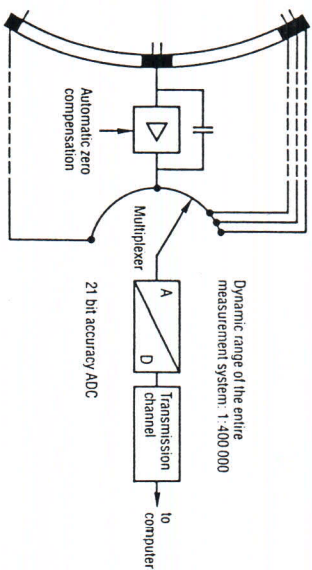 Automatic zero
compensation
Multiplexer
A
D
21 bit accuracy ADC
Dynamic range of the entire
measurement system: 1:400 000
Transmission
channel
to
computer